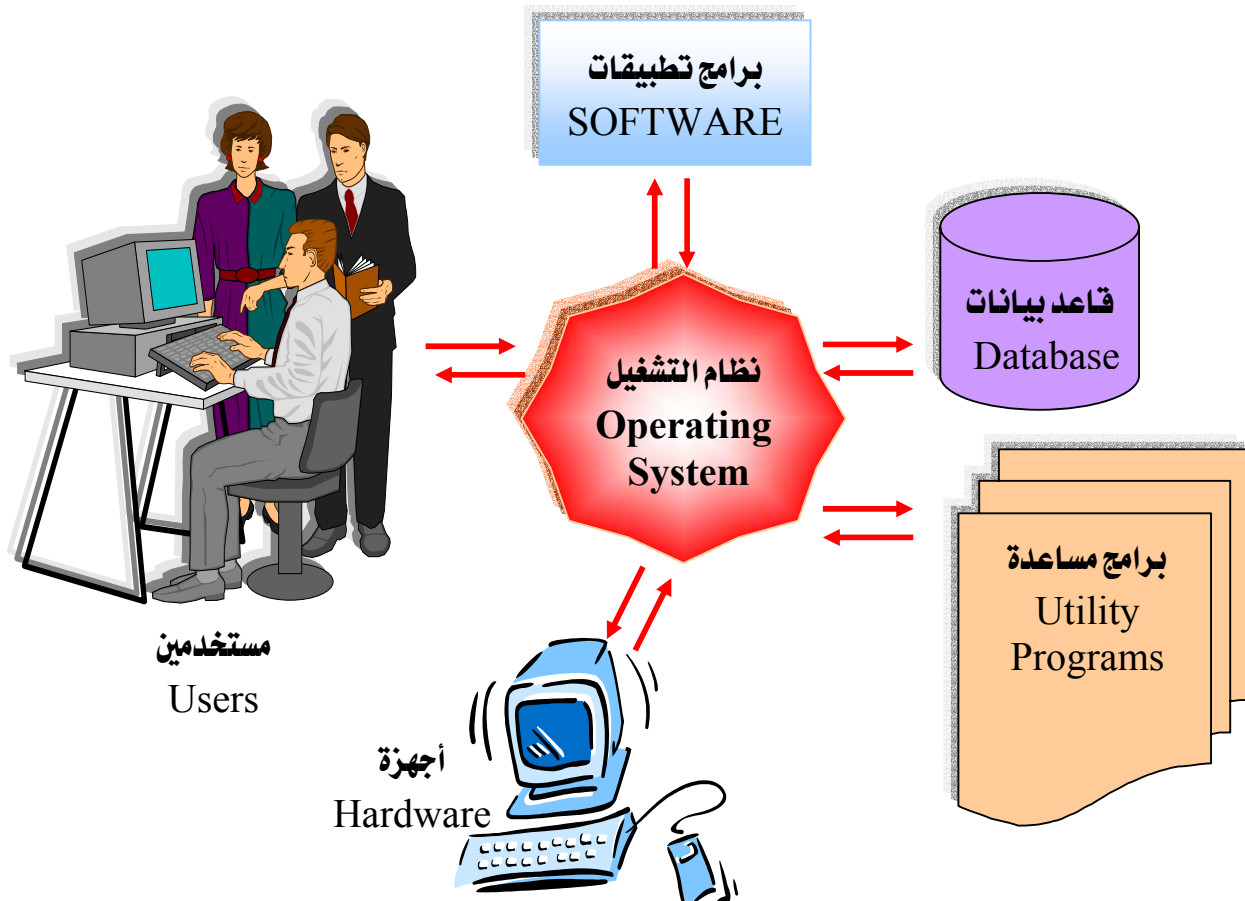 برامج تطبيقات
SOFTWARE
قاعد بيانات
Database
نظام التشغيل
Operating
System
برامج مساعدة
Utility
Programs
مستخدمين
Users
أجهزة
Hardware